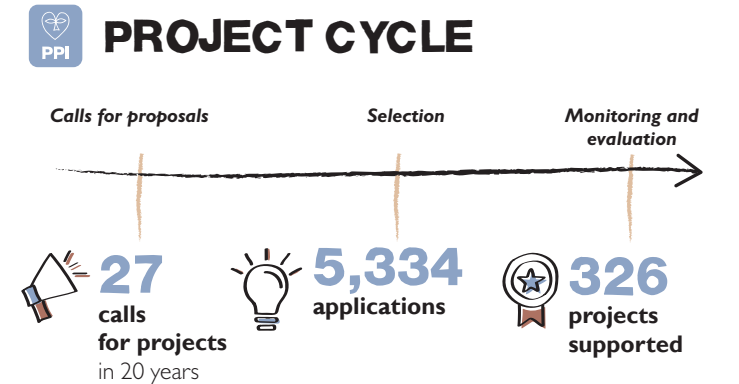 PPI
PROJECT CYCLE
Calls for proposals
Selection
Monitoring and
evaluation
27
calls
for projects
in 20 years
5,334
applications
326
projects
supported